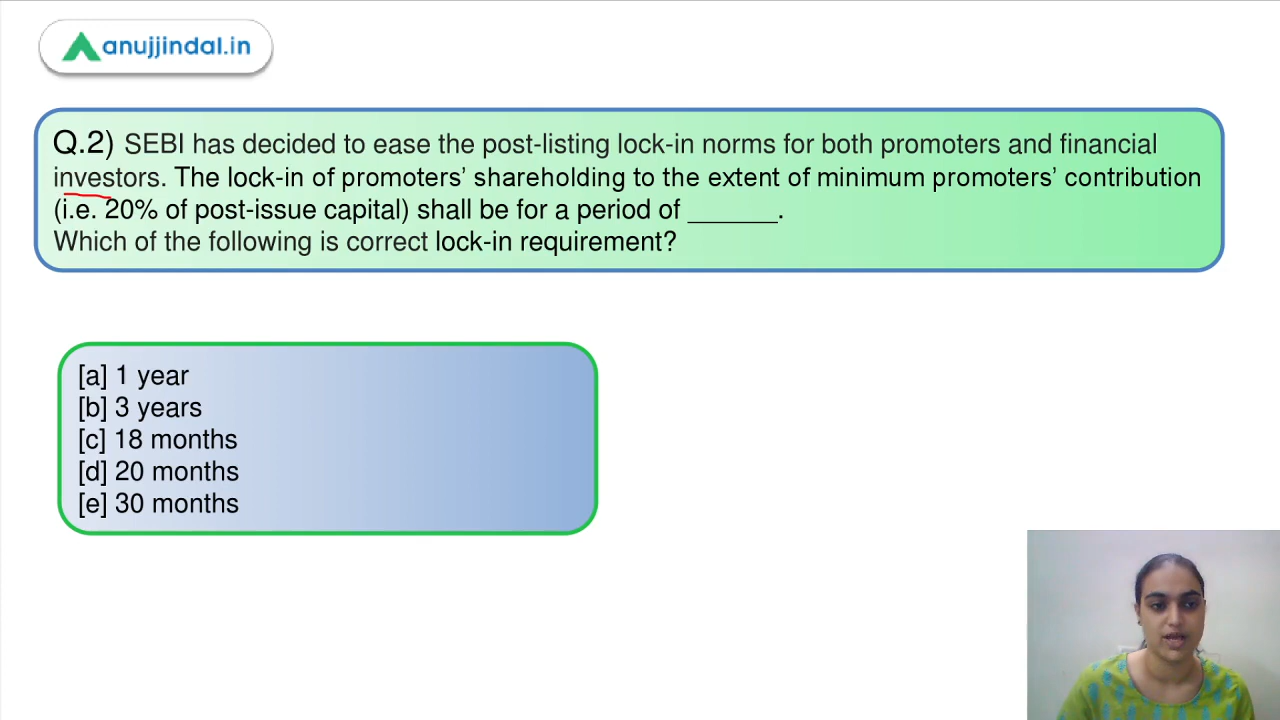 anujjindal.in
Q.2) SEBI has decided to ease the post-listing lock-in norms for both promoters and financial
investors. The lock-in of promoters’ shareholding to the extent of minimum promoters’ contribution
(i.e. 20% of post-issue capital) shall be for a period of ______.
Which of the following is correct lock-in requirement?
[a] 1 year
[b] 3 years
[c] 18 months
[d] 20 months
[e] 30 months